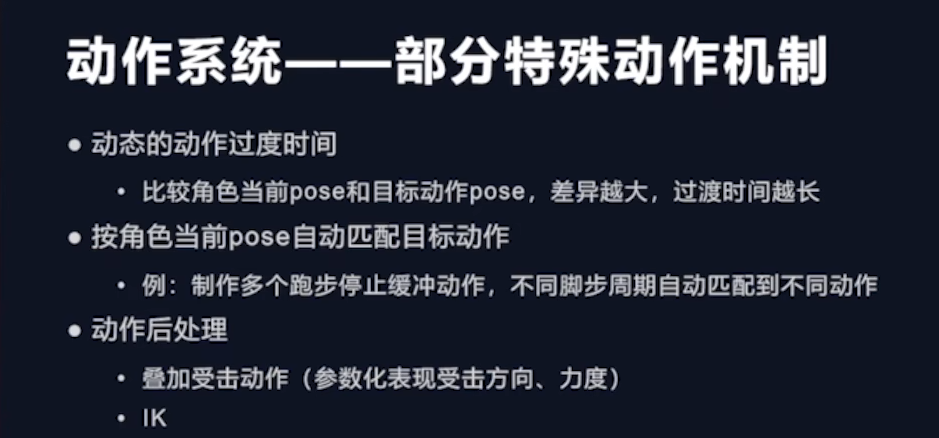 动作系统——部分特殊动作机制
● 动态的动作过度时间
• 比较角色当前pose和目标动作pose，差异越大，过渡时间越长
● 按角色当前pose自动匹配目标动作
• 例：制作多个跑步停止缓冲动作，不同脚步周期自动匹配到不同动作
● 动作后处理
• 叠加受击动作（参数化表现受击方向、力度）
• IK